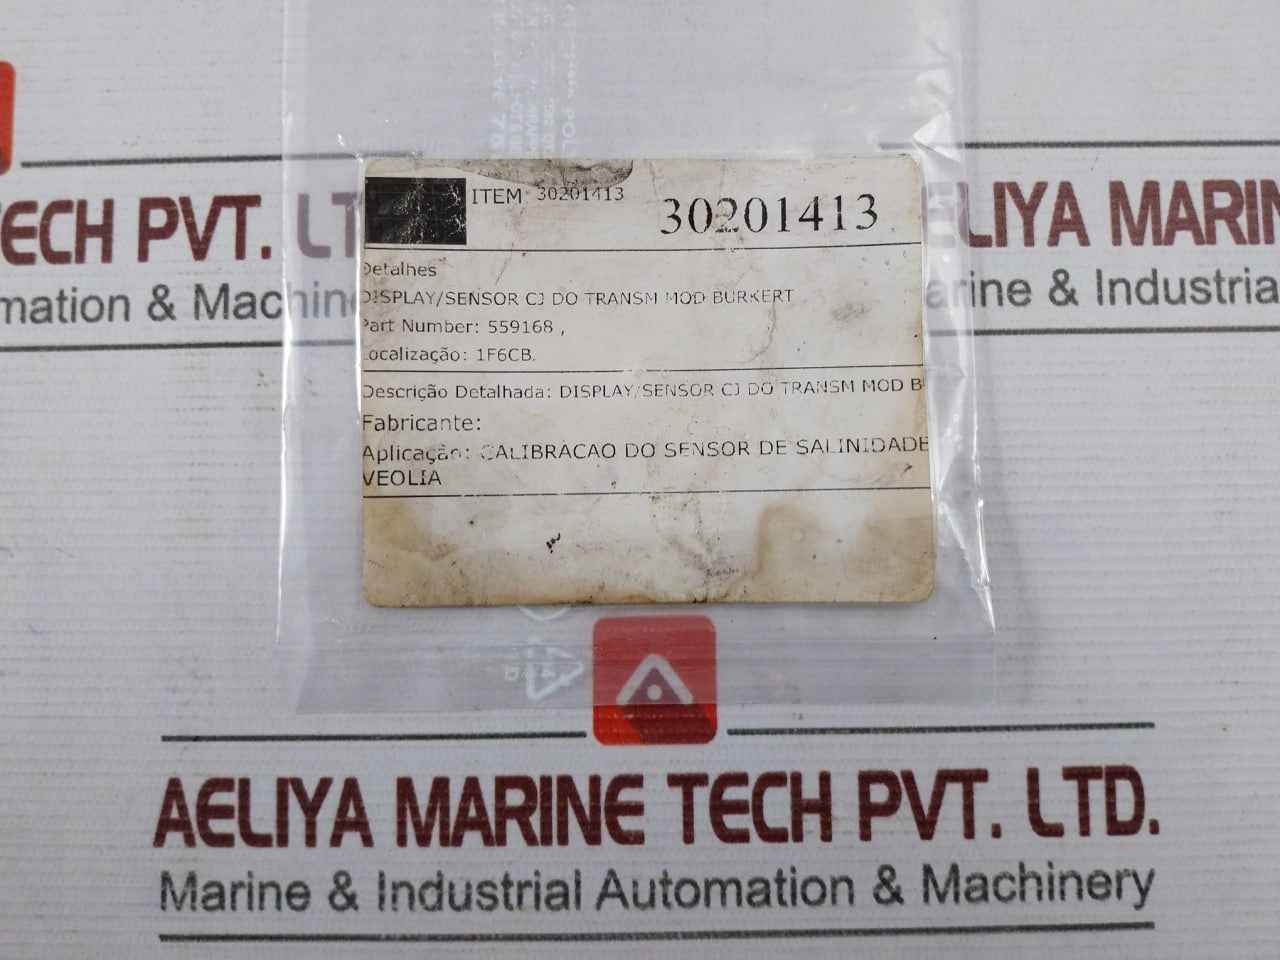 ECH PVT. LT
mation & Machine
ELIYA MARIN
arine & Industria
ITEM: 30201413
30201413
Detalhes
DISPLAY/SENSOR CJ DO TRANSM MOD BURKERT
Part Number: 559168 ,
Localização: 1F6CB.
Descrição Detalhada: DISPLAY/SENSOR CJ DO TRANSM MOD B
Fabricante:
Aplicação: CALIBRACAO DO SENSOR DE SALINIDADE
VEOLIA
AELIYA MARINE TECH PVT. LTD.
Marine & Industrial Automation & Machinery